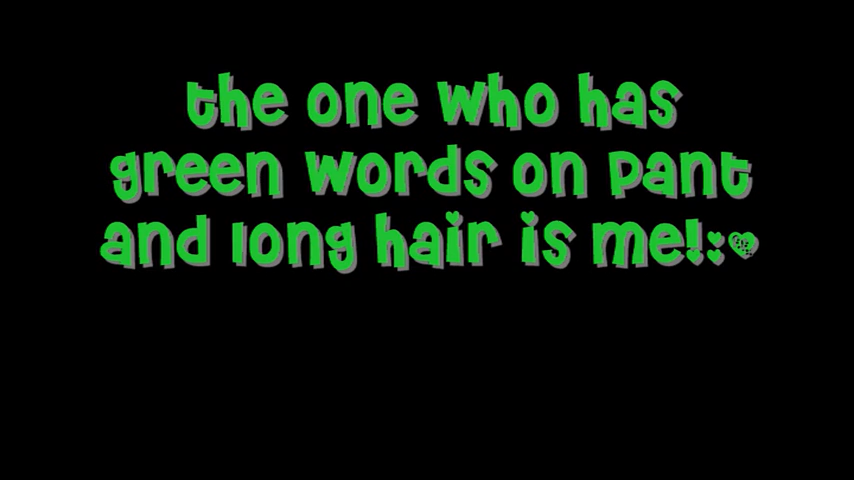 the one who has
green words on pant
and long hair is me!: